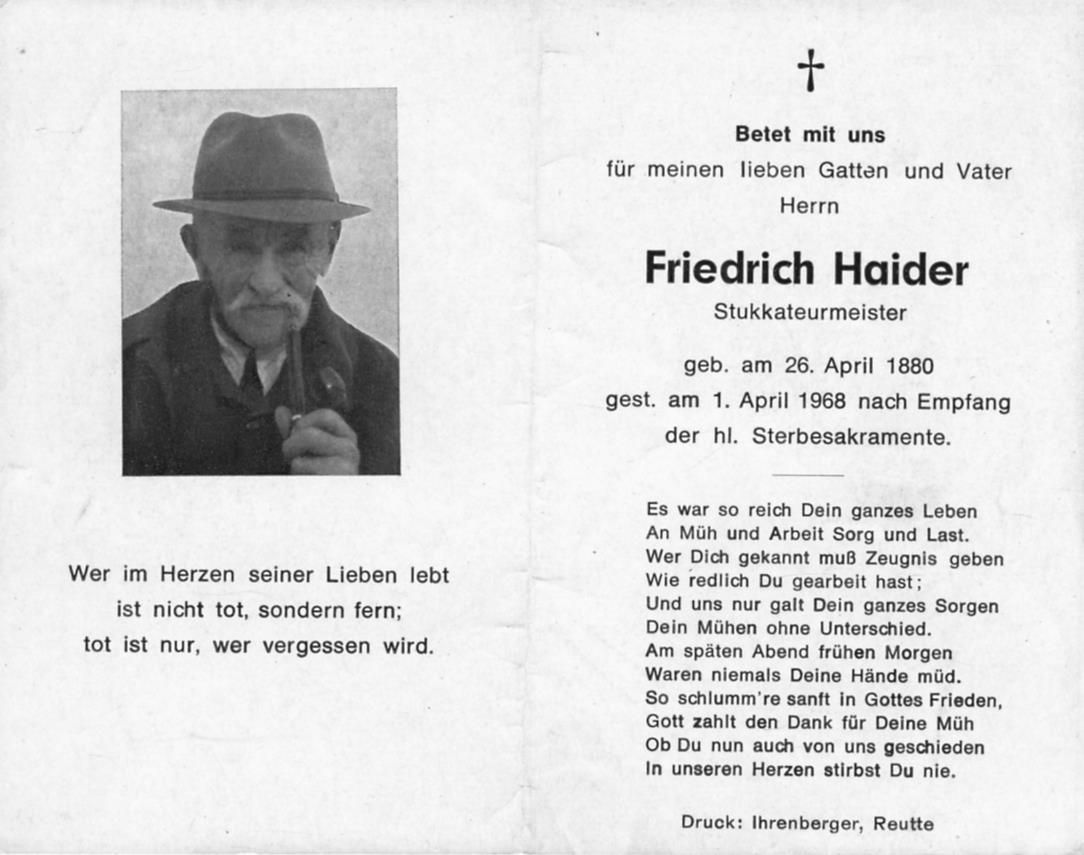 Wer im Herzen seiner Lieben lebt
ist nicht tot, sondern fern;
tot ist nur, wer vergessen wird.
Betet mit uns
für meinen lieben Gatten und Vater
Herrn
Friedrich Haider
Stukkateurmeister
geb. am 26. April 1880
gest. am 1. April 1968 nach Empfang
der hl. Sterbesakramente.
Es war so reich Dein ganzes Leben
An Müh und Arbeit Sorg und Last.
Wer Dich gekannt muß Zeugnis geben
Wie redlich Du gearbeit hast;
Und uns nur galt Dein ganzes Sorgen
Dein Mühen ohne Unterschied.
Am späten Abend frühen Morgen
Waren niemals Deine Hände müd.
So schlumm're sanft in Gottes Frieden,
Gott zahlt den Dank für Deine Müh
Ob Du nun auch von uns geschieden
In unseren Herzen stirbst Du nie.
Druck: Ihrenberger, Reutte